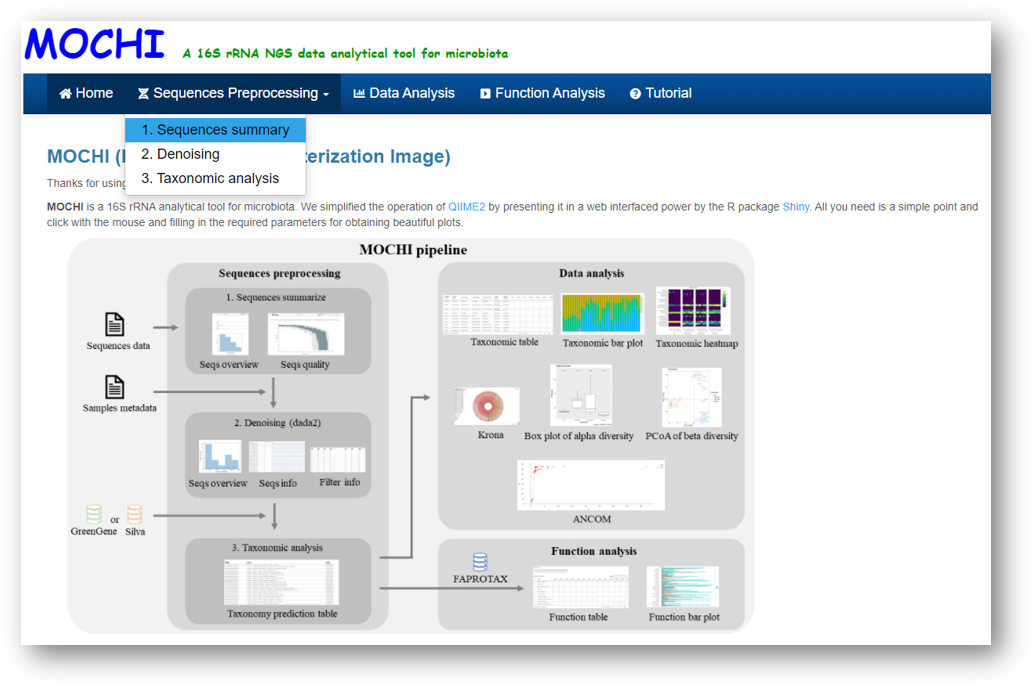 MOCHI A 16S rRNA NGS data analytical tool for microbiota
Home Sequences Preprocessing Data Analysis Function Analysis Tutorial
1. Sequences summary
2. Denoising
3. Taxonomic analysis
MOCHI ( terization Image)
Thanks for using
MOCHI is a 16S rRNA analytical tool for microbiota. We simplified the operation of QIIME2 by presenting it in a web interfaced power by the R package Shiny. All you need is a simple point and
click with the mouse and filling in the required parameters for obtaining beautiful plots.
MOCHI pipeline
Sequences preprocessing
1. Sequences summarize
Seqs overview Seqs quality
Sequences data
Samples metadata
2. Denoising (dada2)
Seqs overview Seqs info Filter info
GreenGene or Silva
3. Taxonomic analysis
Taxonomy prediction table
Data analysis
Taxonomic table Taxonomic bar plot Taxonomic heatmap
Krona Box plot of alpha diversity PCoA of beta diversity
ANCOM
Function analysis
FAPROTAX
Function table Function bar plot